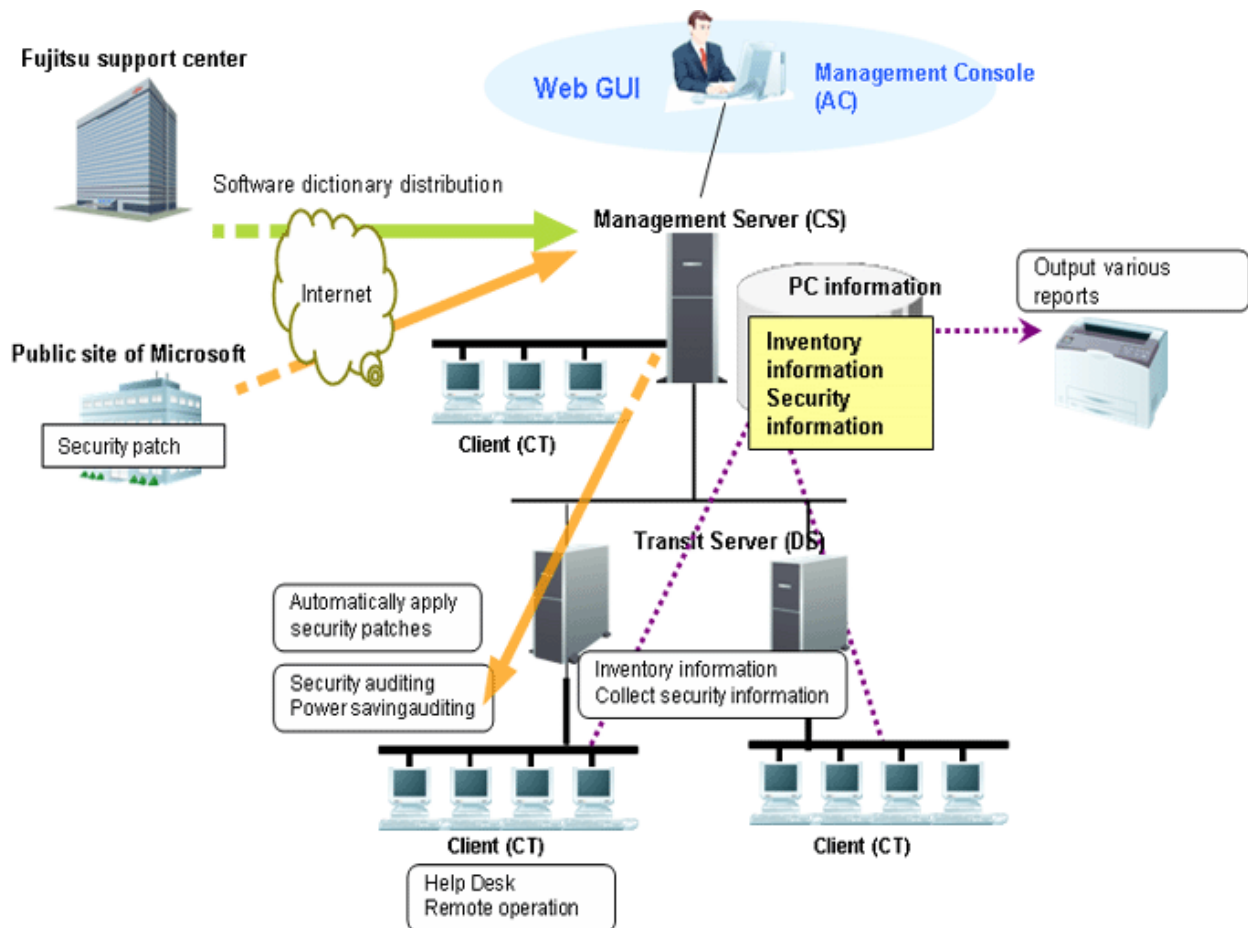 Fujitsu support center
Web GUI
Management Console
(AC)
Software dictionary distribution
Management Server (CS)
Internet
PC information
Output various
reports
Public site of Microsoft
Security patch
Inventory
information
Security
information
Client (CT)
Transit Server (DS)
Automatically apply
security patches
Security auditing
Power savingauditing
Inventory information
Collect security information
Client (CT)
Client (CT)
Help Desk
Remote operation